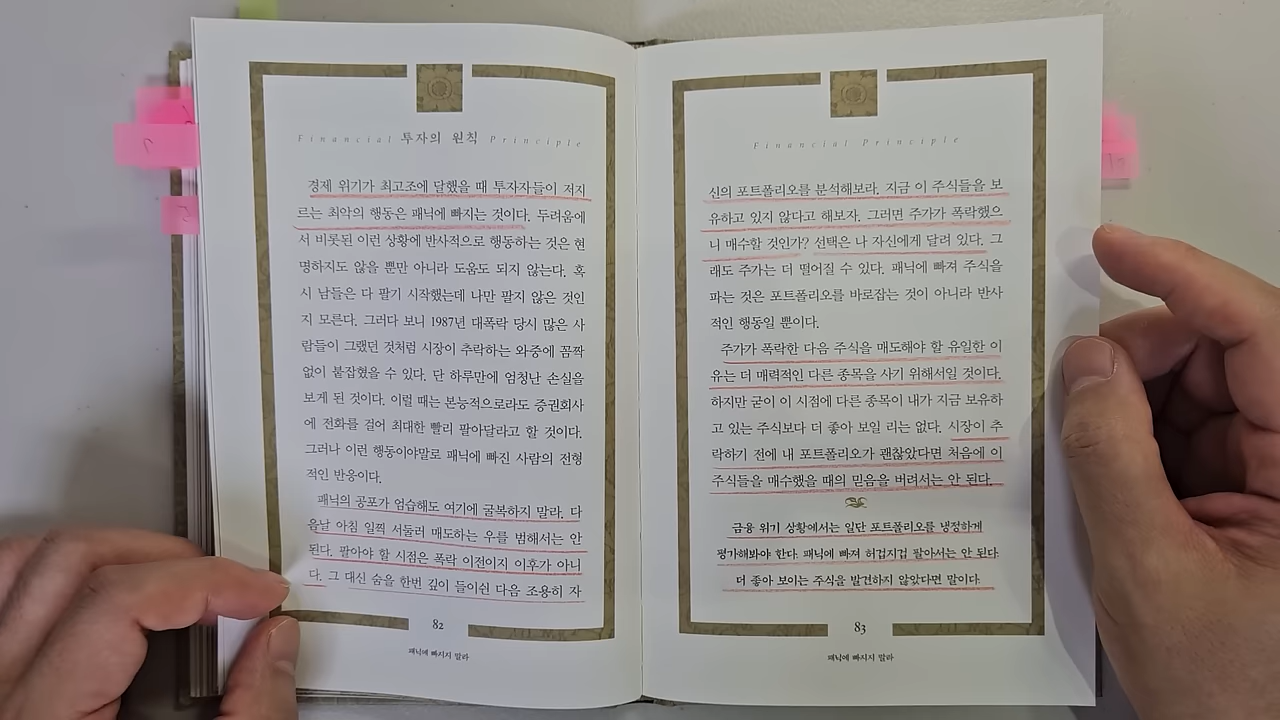 Financial 투자의 원칙 Principle
경제 위기가 최고조에 달했을 때 투자자들이 저지
르는 최악의 행동은 패닉에 빠지는 것이다. 두려움에
서 비롯된 이런 상황에 반사적으로 행동하는 것은 현
명하지도 않을 뿐만 아니라 도움도 되지 않는다. 혹
시 남들은 다 팔기 시작했는데 나만 팔지 않은 것인
지 모른다. 그러다 보니 1987년 대폭락 당시 많은 사
람들이 그랬던 것처럼 시장이 추락하는 와중에 꼼짝
없이 붙잡혔을 수 있다. 단 하루만에 엄청난 손실을
보게 된 것이다. 이럴 때는 본능적으로라도 증권회사
에 전화를 걸어 최대한 빨리 팔아달라고 할 것이다.
그러나 이런 행동이야말로 패닉에 빠진 사람의 전형
적인 반응이다.
패닉의 공포가 엄습해도 여기에 굴복하지 말라. 다
음날 아침 일찍 서둘러 매도하는 우를 범해서는 안
된다. 팔아야 할 시점은 폭락 이전이지 이후가 아니
다. 그 대신 숨을 한번 깊이 들이쉰 다음 조용히 자
82
패닉에 빠지지 말라
Financial Principle
신의 포트폴리오를 분석해보라. 지금 이 주식들을 보
유하고 있지 않다고 해보자. 그러면 주가가 폭락했으
니 매수할 것인가? 선택은 나 자신에게 달려 있다. 그
래도 주가는 더 떨어질 수 있다. 패닉에 빠져 주식을
파는 것은 포트폴리오를 바로잡는 것이 아니라 반사
적인 행동일 뿐이다.
주가가 폭락한 다음 주식을 매도해야 할 유일한 이
유는 더 매력적인 다른 종목을 사기 위해서일 것이다.
하지만 굳이 이 시점에 다른 종목이 내가 지금 보유하
고 있는 주식보다 더 좋아 보일 리는 없다. 시장이 추
락하기 전에 내 포트폴리오가 괜찮았다면 처음에 이
주식들을 매수했을 때의 믿음을 버려서는 안 된다.
금융 위기 상황에서는 일단 포트폴리오를 냉정하게
평가해봐야 한다. 패닉에 빠져 허겁지겁 팔아서는 안 된다.
더 좋아 보이는 주식을 발견하지 않았다면 말이다.
83
패닉에 빠지지 말라